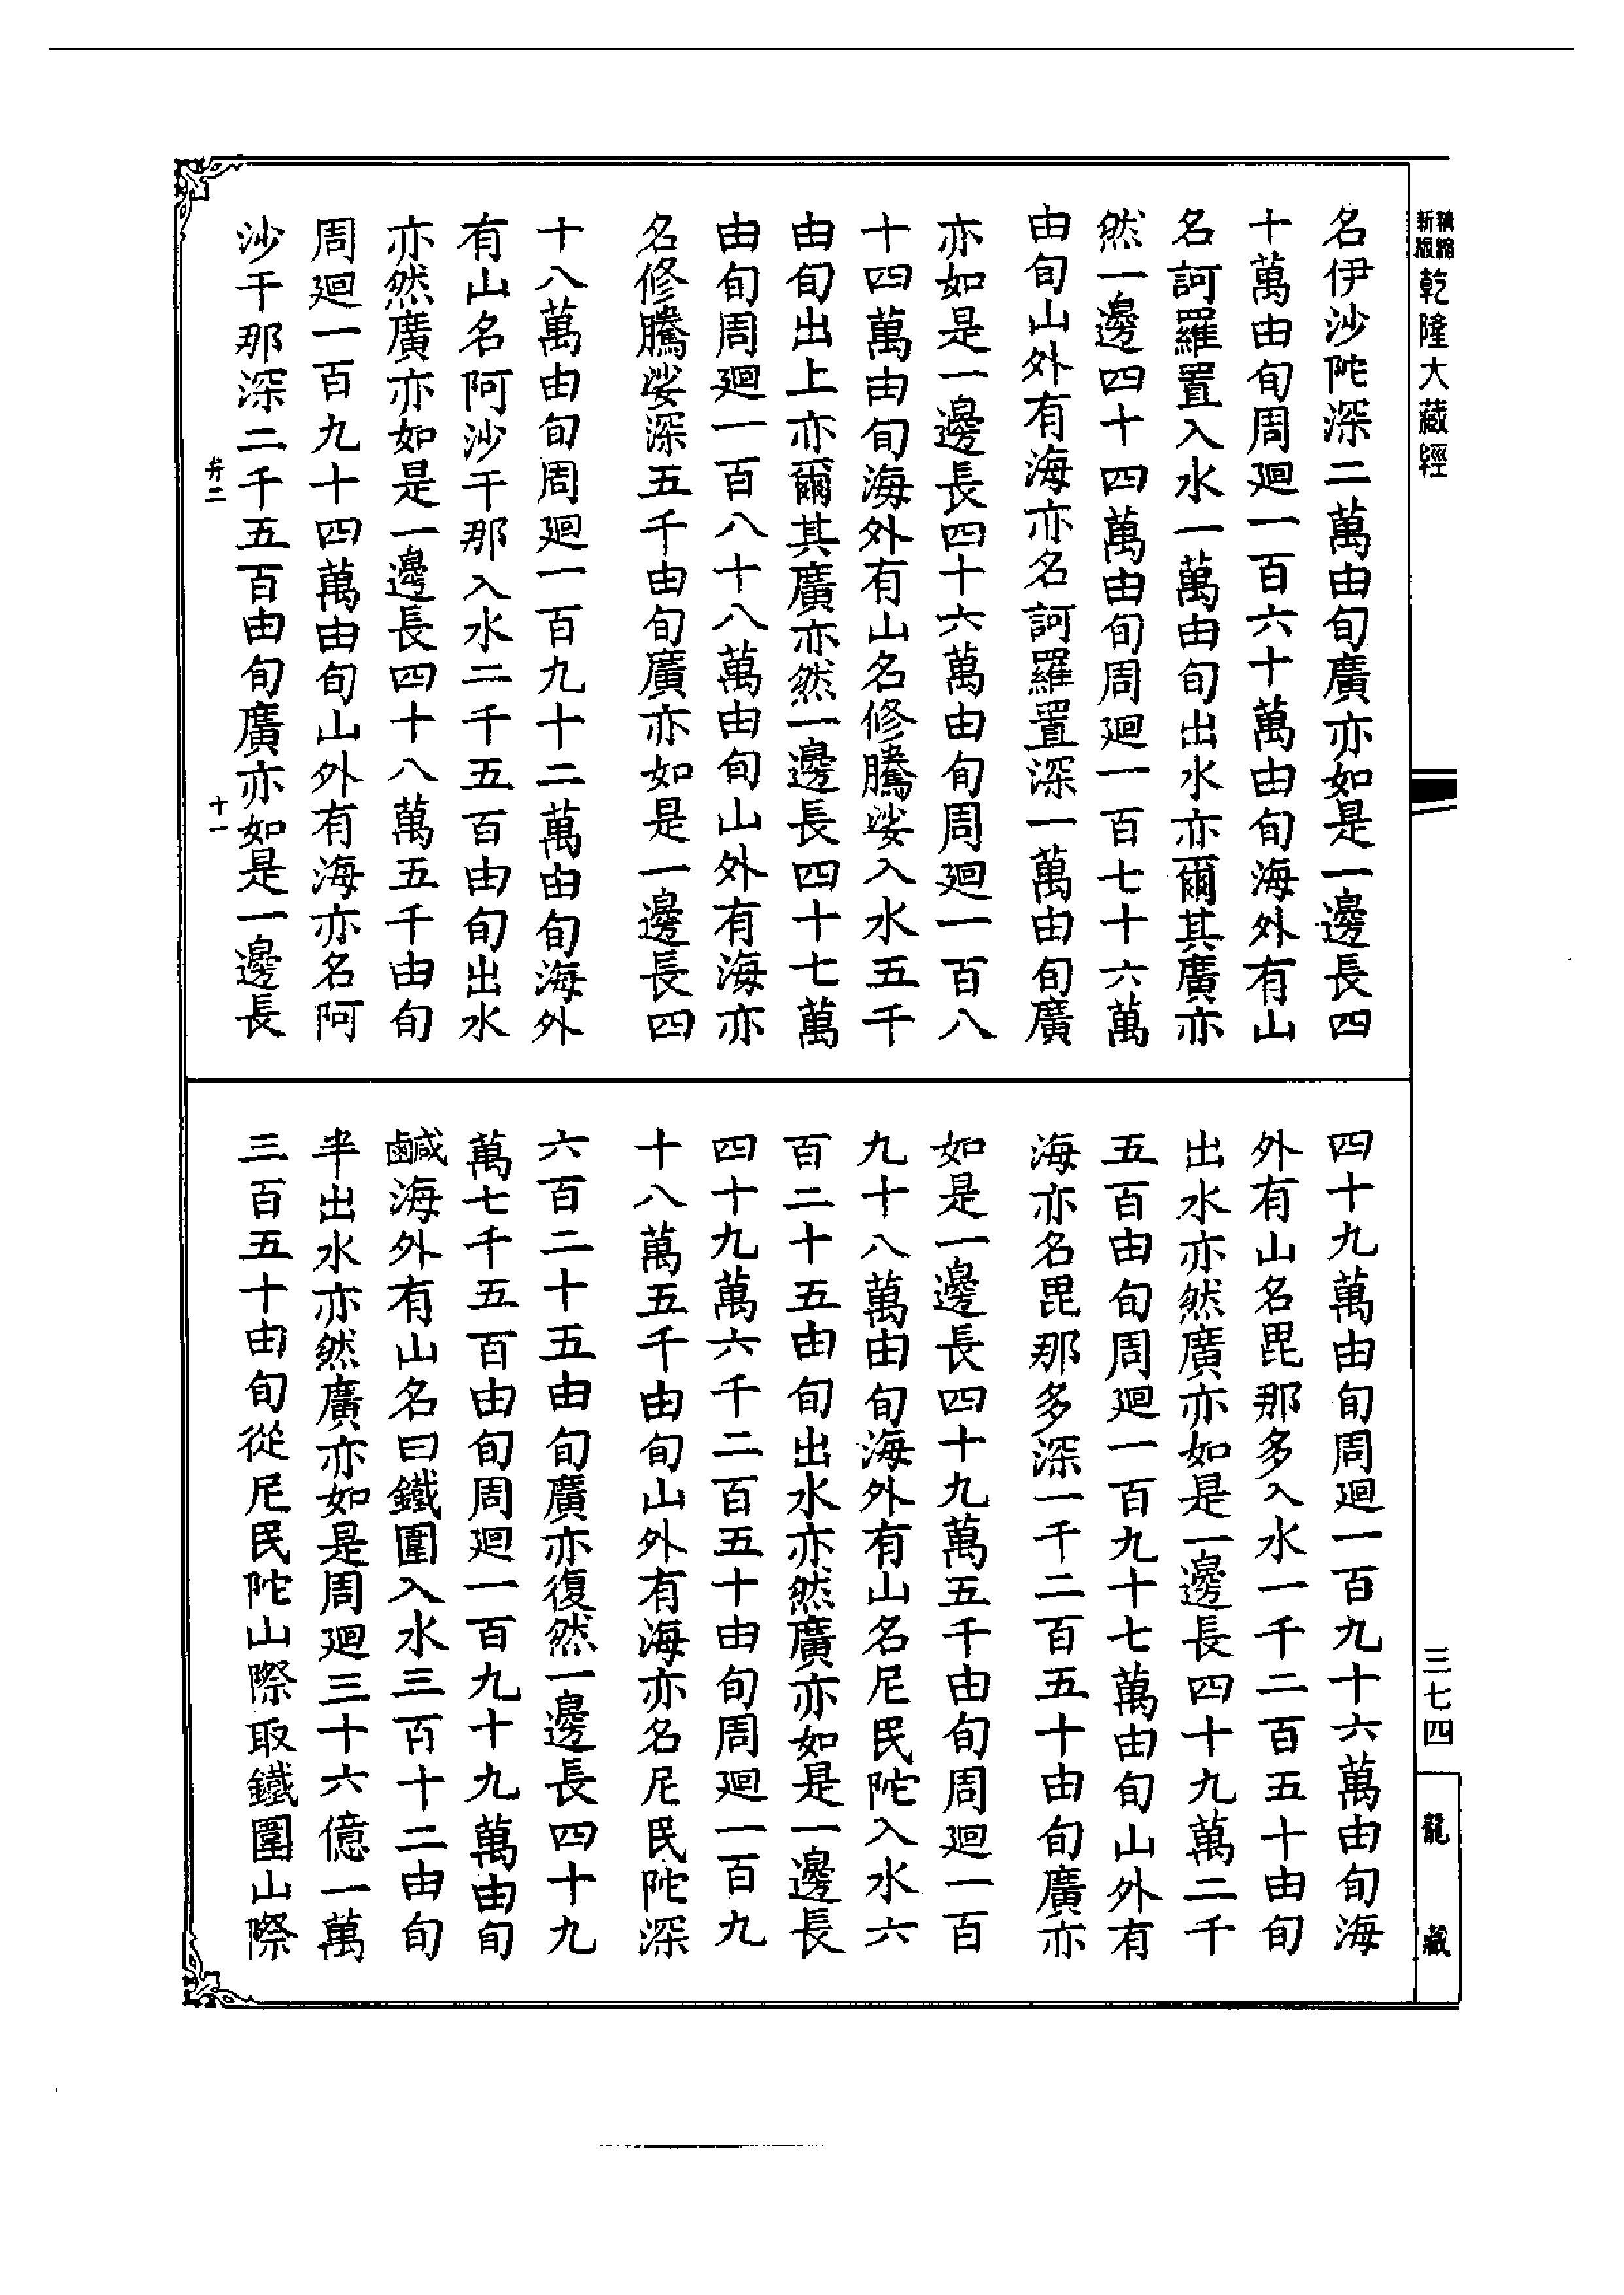 精縮新版
乾隆大藏經
名伊沙陀深二萬由旬廣亦如是一邊長四
十萬由旬周廻一百六十萬由旬海外有山
名訶羅置入水一萬由旬出水亦爾其廣亦
然一邊四十四萬由旬周廻一百七十六萬
由旬山外有海亦名訶羅置深一萬由旬廣
亦如是一邊長四十六萬由旬周廻一百八
十四萬由旬海外有山名修騰娑入水五千
由旬出上亦爾其廣亦然一邊長四十七萬
由旬周廻一百八十八萬由旬山外有海亦
名修騰娑深五千由旬廣亦如是一邊長四
十八萬由旬周廻一百九十二萬由旬海外
有山名阿沙干那入水二千五百由旬出水
亦然廣亦如是一邊長四十八萬五千由旬
周廻一百九十四萬由旬山外有海亦名阿
沙干那深二千五百由旬廣亦如是一邊長
弁二
十一
四十九萬由旬周廻一百九十六萬由旬海
外有山名毘那多入水一千二百五十由旬
出水亦然廣亦如是一邊長四十九萬二千
五百由旬周廻一百九十七萬由旬山外有
海亦名毘那多深一千二百五十由旬廣亦
如是一邊長四十九萬五千由旬周廻一百
九十八萬由旬海外有山名尼民陀入水六
百二十五由旬出水亦然廣亦如是一邊長
四十九萬六千二百五十由旬周廻一百九
十八萬五千由旬山外有海亦名尼民陀深
六百二十五由旬廣亦復然一邊長四十九
萬七千五百由旬周廻一百九十九萬由旬
鹹海外有山名曰鐵圍入水三百十二由旬
半出水亦然廣亦如是周廻三十六億一萬
三百五十由旬從尼民陀山際取鐵圍山際
三七四
龍藏